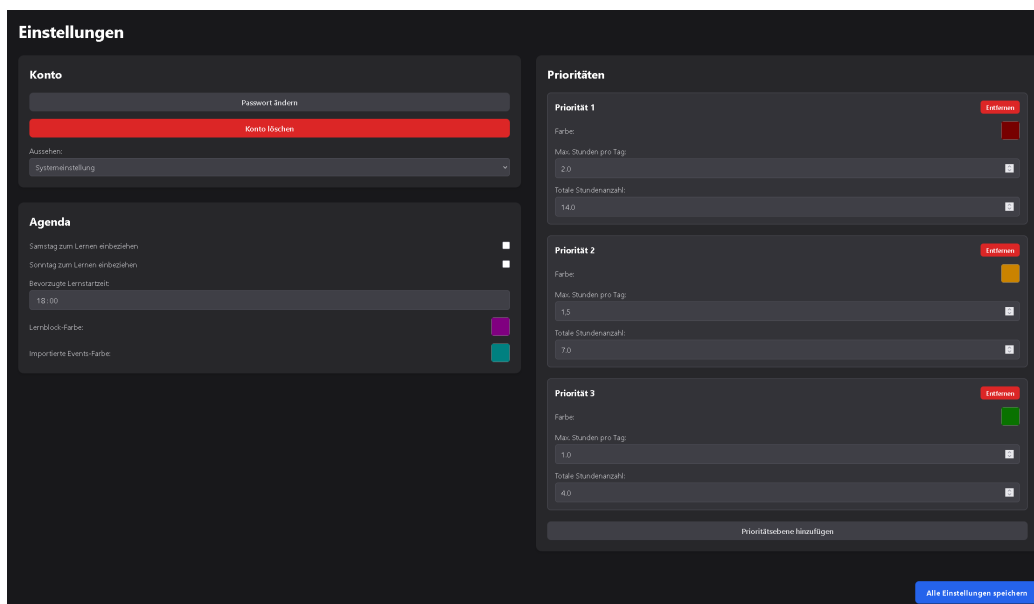 Einstellungen
Konto
Passwort ändern
Konto löschen
Aussehen:
Systemeinstellung
Agenda
Samstag zum Lernen einbeziehen
Sonntag zum Lernen einbeziehen
Bevorzugte Lernstartzeit:
18:00
Lernblock-Farbe:
Importierte Events-Farbe:
Prioritäten
Priorität 1 Entfernen
Farbe:
Max. Stunden pro Tag:
2.0
Totale Stundenanzahl:
14.0
Priorität 2 Entfernen
Farbe:
Max. Stunden pro Tag:
1.5
Totale Stundenanzahl:
7.0
Priorität 3 Entfernen
Farbe:
Max. Stunden pro Tag:
1.0
Totale Stundenanzahl:
4.0
Prioritätsebene hinzufügen
Alle Einstellungen speichern